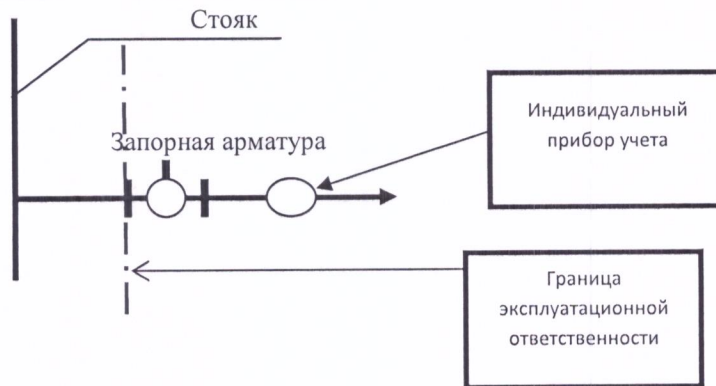 Стояк
Индивидуальный
прибор учета
Запорная арматура
Граница
эксплуатационной
ответственности